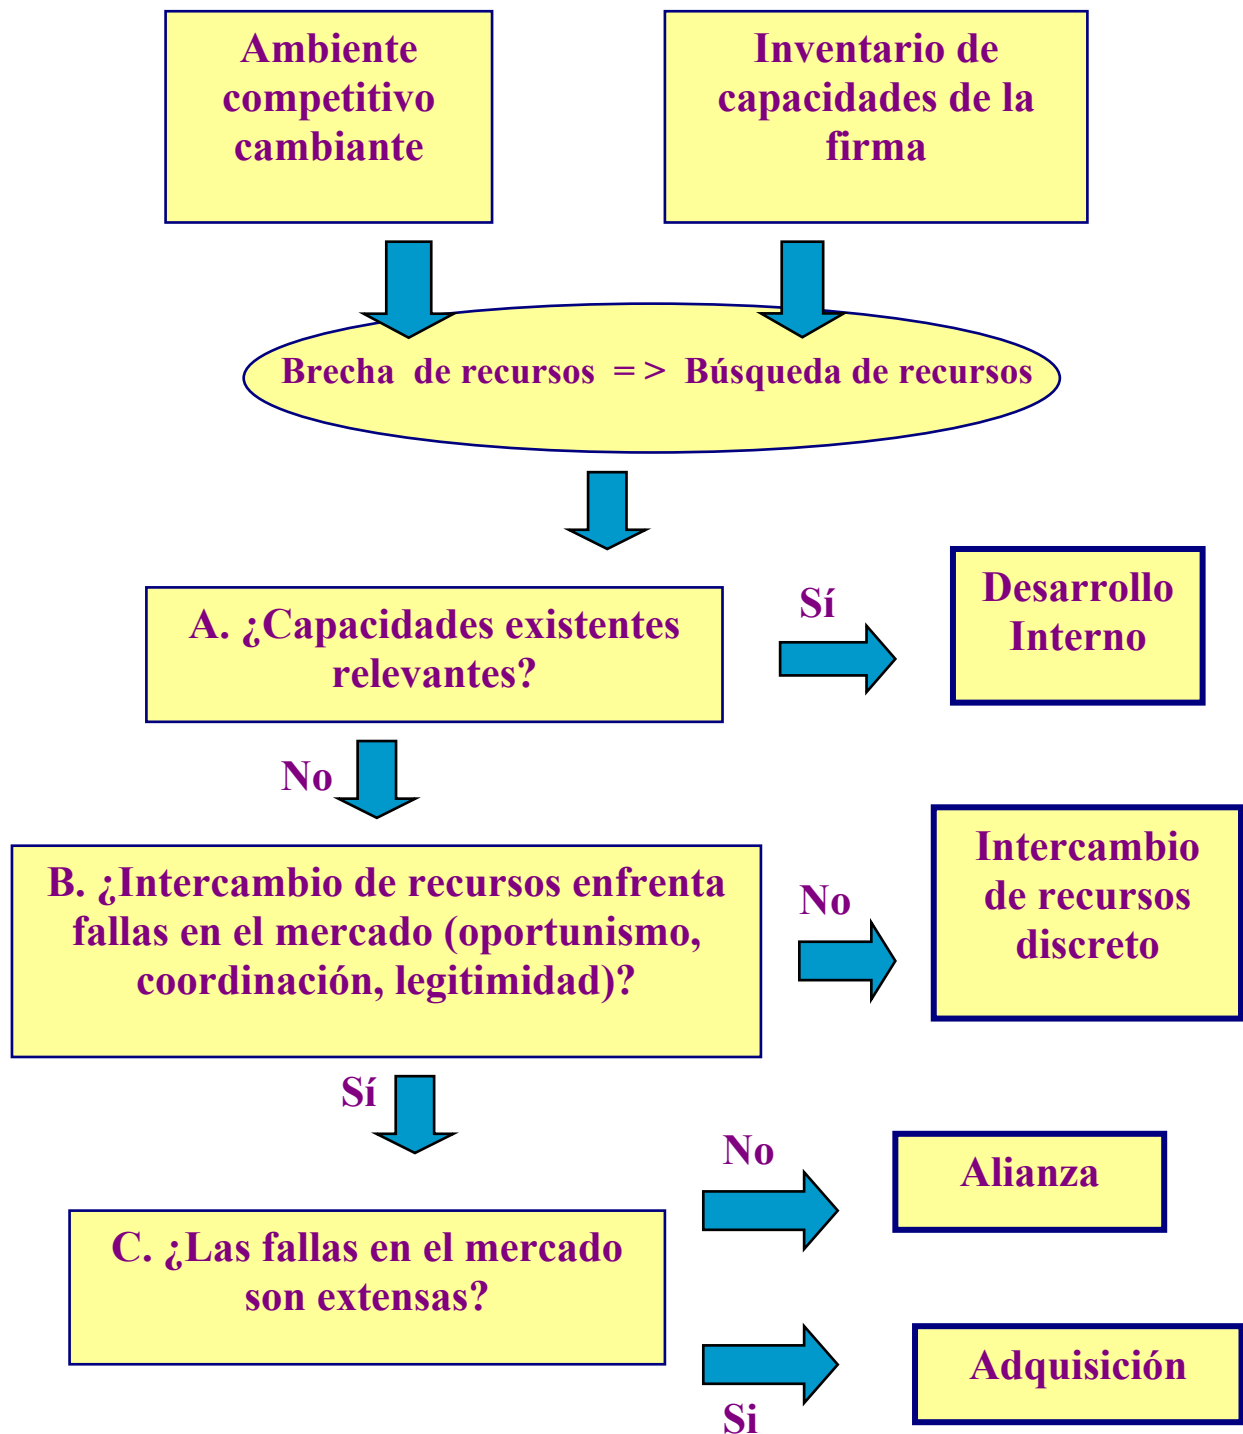 Ambiente
competitivo
cambiante
Inventario de
capacidades de la
firma
Brecha de recursos = > Búsqueda de recursos
A. ¿Capacidades existentes
relevantes?
Sí
Desarrollo
Interno
No
B. ¿Intercambio de recursos enfrenta
fallas en el mercado (oportunismo,
coordinación, legitimidad)?
No
Intercambio
de recursos
discreto
Sí
C. ¿Las fallas en el mercado
son extensas?
No
Alianza
Si
Adquisición